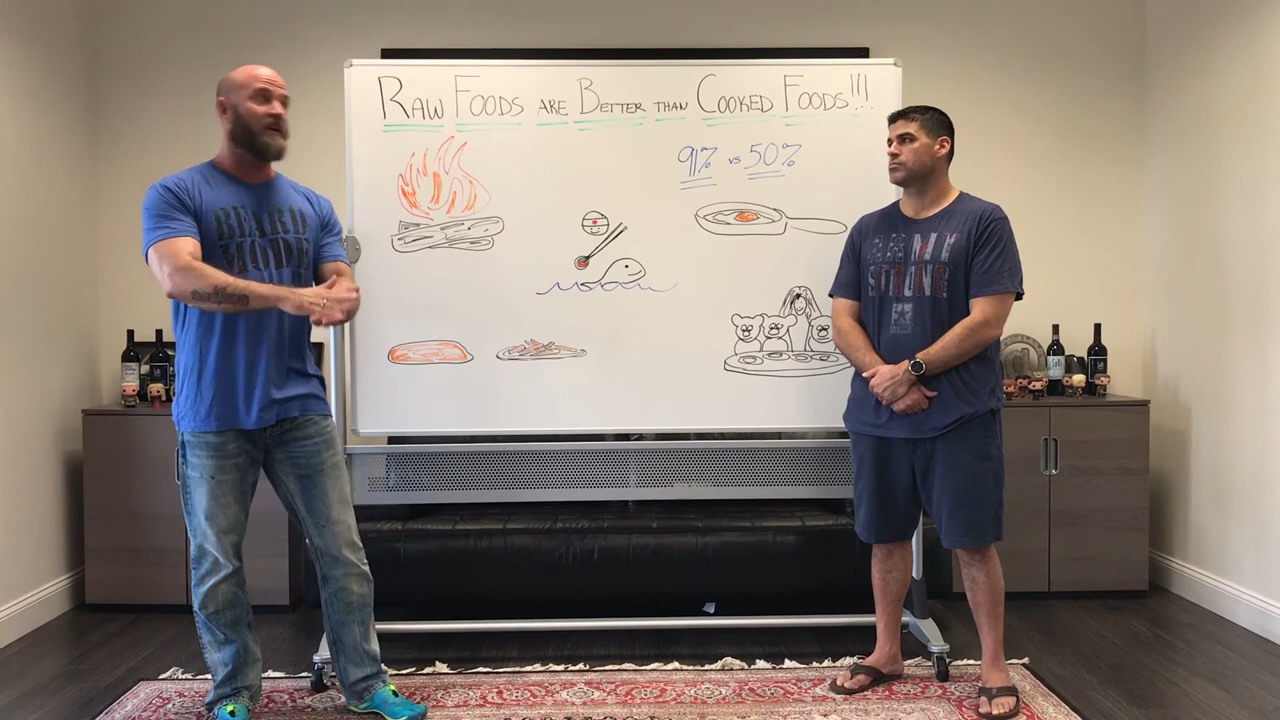 RAW FOODS ARE BETTER THAN COOKED FOODS!!!
91% vs 50%
BEARD
MODE
ARMY
STRONG